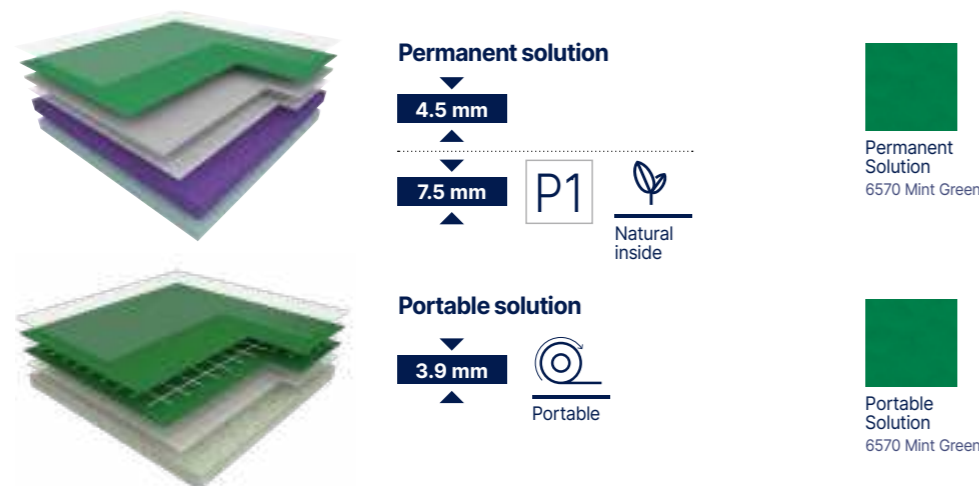 Permanent solution
4.5 mm
7.5 mm
P1
Natural
inside
Permanent
Solution
6570 Mint Green
Portable solution
3.9 mm
Portable
Portable
Solution
6570 Mint Green